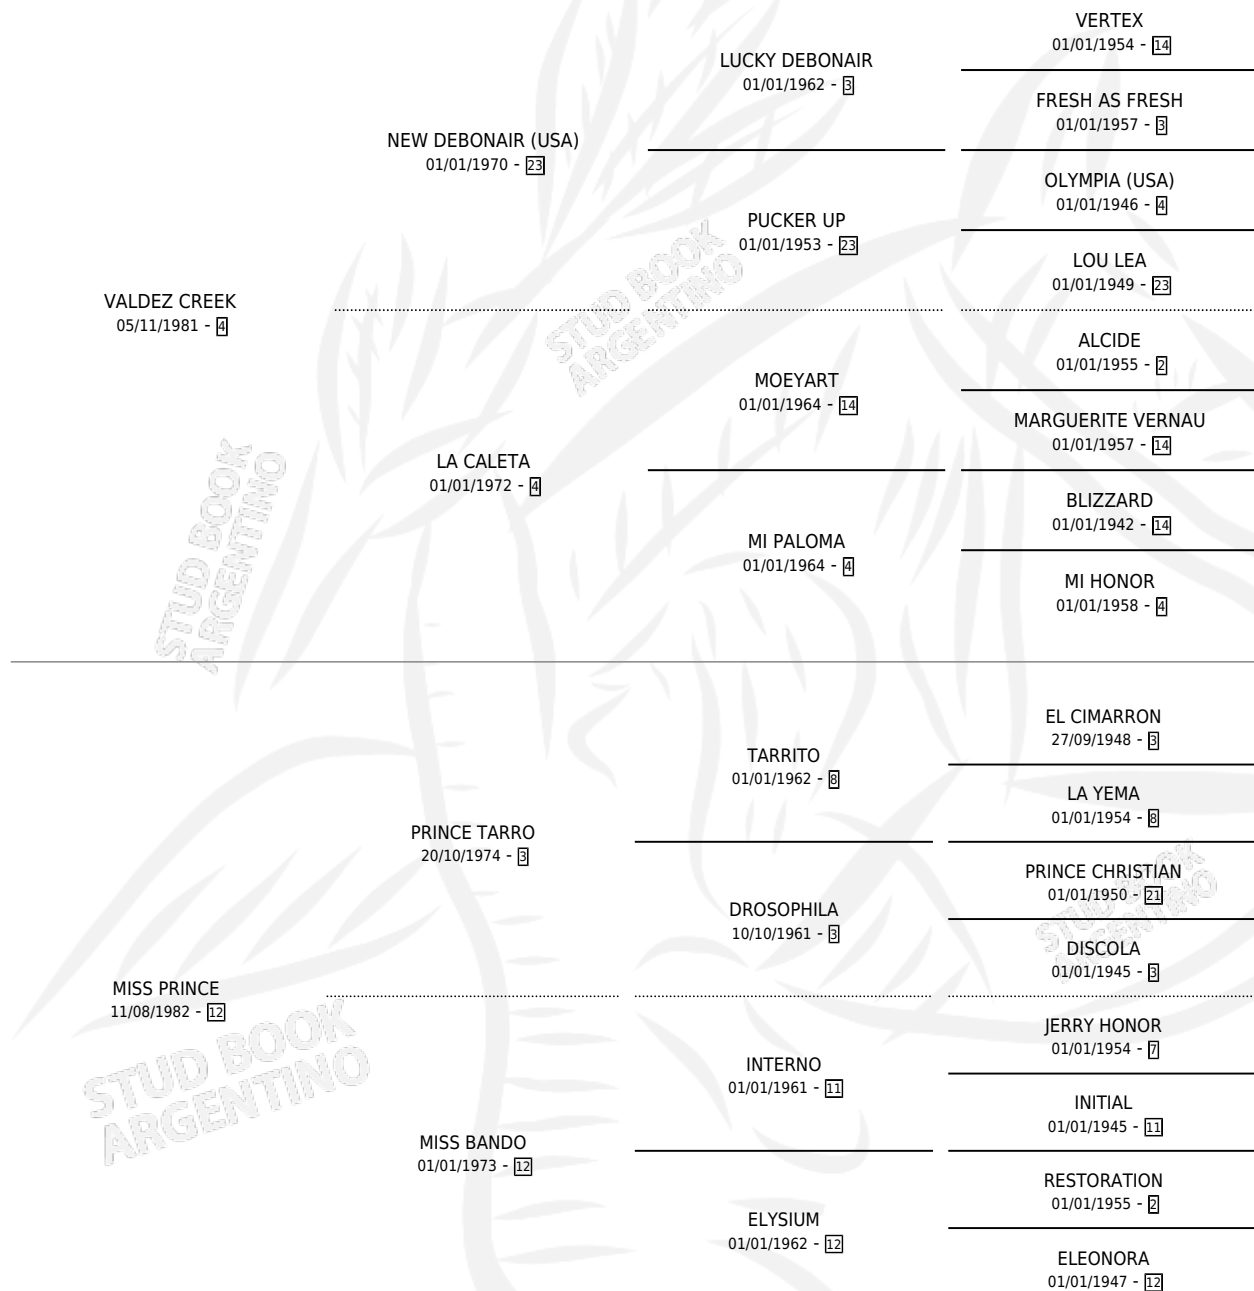 VERTEX
01/01/1954 - 14
LUCKY DEBONAIR
01/01/1962 - 3
FRESH AS FRESH
01/01/1957 - 3
NEW DEBONAIR (USA)
01/01/1970 - 23
OLYMPIA (USA)
01/01/1946 - 4
PUCKER UP
01/01/1953 - 23
LOU LEA
01/01/1949 - 23
VALDEZ CREEK
05/11/1981 - 4
ALCIDE
01/01/1955 - 2
MOEYART
01/01/1964 - 14
MARGUERITE VERNAU
01/01/1957 - 14
LA CALETA
01/01/1972 - 4
BLIZZARD
01/01/1942 - 14
MI PALOMA
01/01/1964 - 4
MI HONOR
01/01/1958 - 4
EL CIMARRON
27/09/1948 - 3
TARRITO
01/01/1962 - 8
LA YEMA
01/01/1954 - 8
PRINCE TARRO
20/10/1974 - 3
PRINCE CHRISTIAN
01/01/1950 - 21
DROSOPHILA
10/10/1961 - 3
DISCOLA
01/01/1945 - 3
MISS PRINCE
11/08/1982 - 12
JERRY HONOR
01/01/1954 - 7
INTERNO
01/01/1961 - 11
INITIAL
01/01/1945 - 11
MISS BANDO
01/01/1973 - 12
RESTORATION
01/01/1955 - 2
ELYSIUM
01/01/1962 - 12
ELEONORA
01/01/1947 - 12
STUD BOOK
ARGENTINO
STUD BOOK
ARGENTINO
STUD BOOK
ARGENTINO
STUD BOOK
ARGENTINO